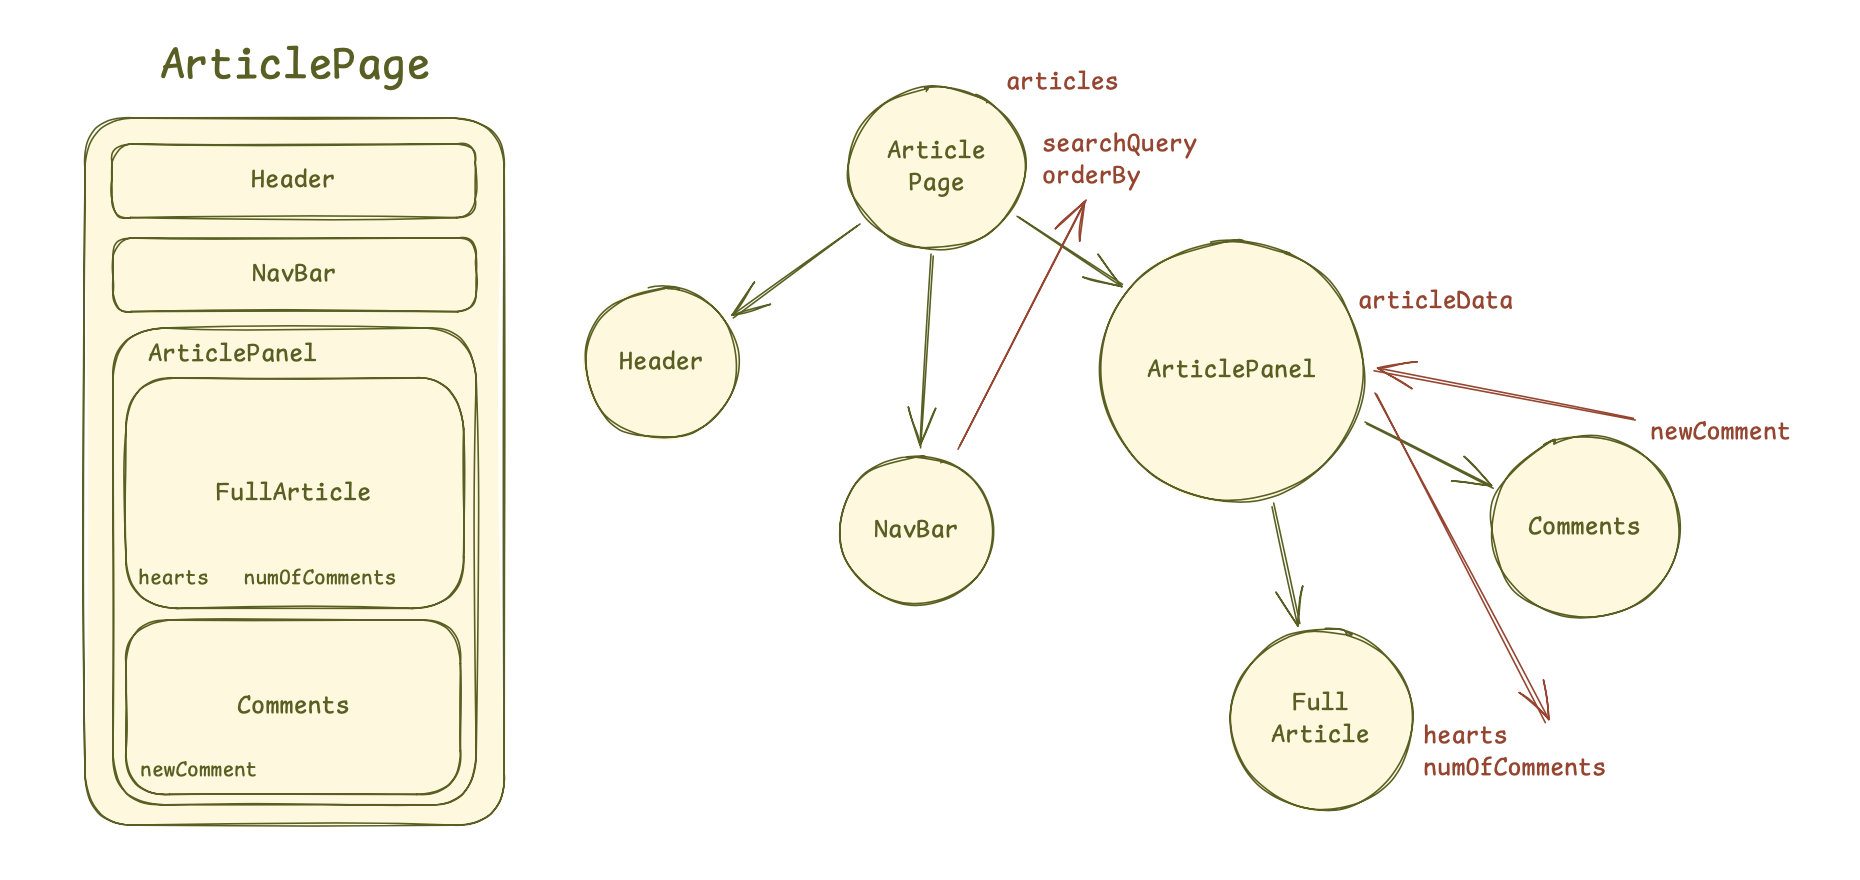 ArticlePage
Header
NavBar
ArticlePanel
FullArticle
hearts numOfComments
Comments
newComment
articles
Article
Page
searchQuery
orderBy
Header
NavBar
ArticlePanel
articleData
newComment
Comments
Full
Article
hearts
numOfComments